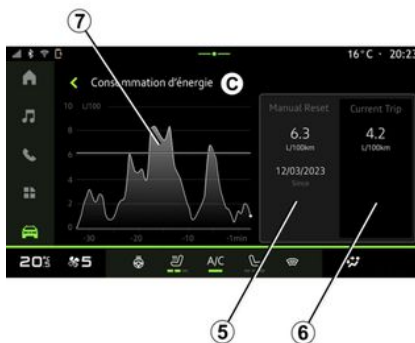 7
16°C · 20:23
Consommation d'énergie C
10 L/100
8
6
4
2
0
-30 -20 -10 -1min
Manual Reset
6.3
L/100km
12/03/2023
Since
Current Trip
4.2
L/100km
20°5 5 A/C
5 6